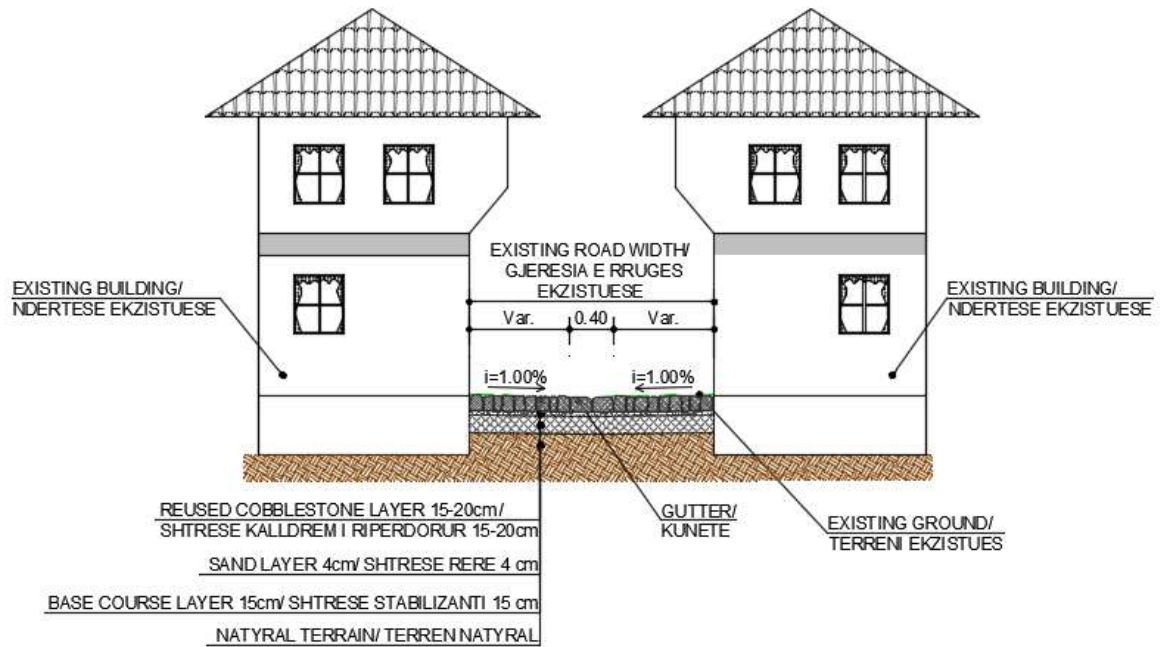 EXISTING ROAD WIDTH/
GJERESIA E RRUGES
EKZISTUESE
EXISTING BUILDING/
NDERTESE EKZISTUESE
EXISTING BUILDING/
NDERTESE EKZISTUESE
Var.
0.40
Var.
i=1.00%
i=1.00%
REUSED COBBLESTONE LAYER 15-20cm/
SHTRESE KALLDREM I RIPERDORUR 15-20cm
SAND LAYER 4cm/ SHTRESE RERE 4 cm
BASE COURSE LAYER 15cm/ SHTRESE STABILIZANTI 15 cm
NATYRAL TERRAIN/ TERREN NATYRAL
GUTTER/
KUNETE
EXISTING GROUND/
TERRENI EKZISTUES